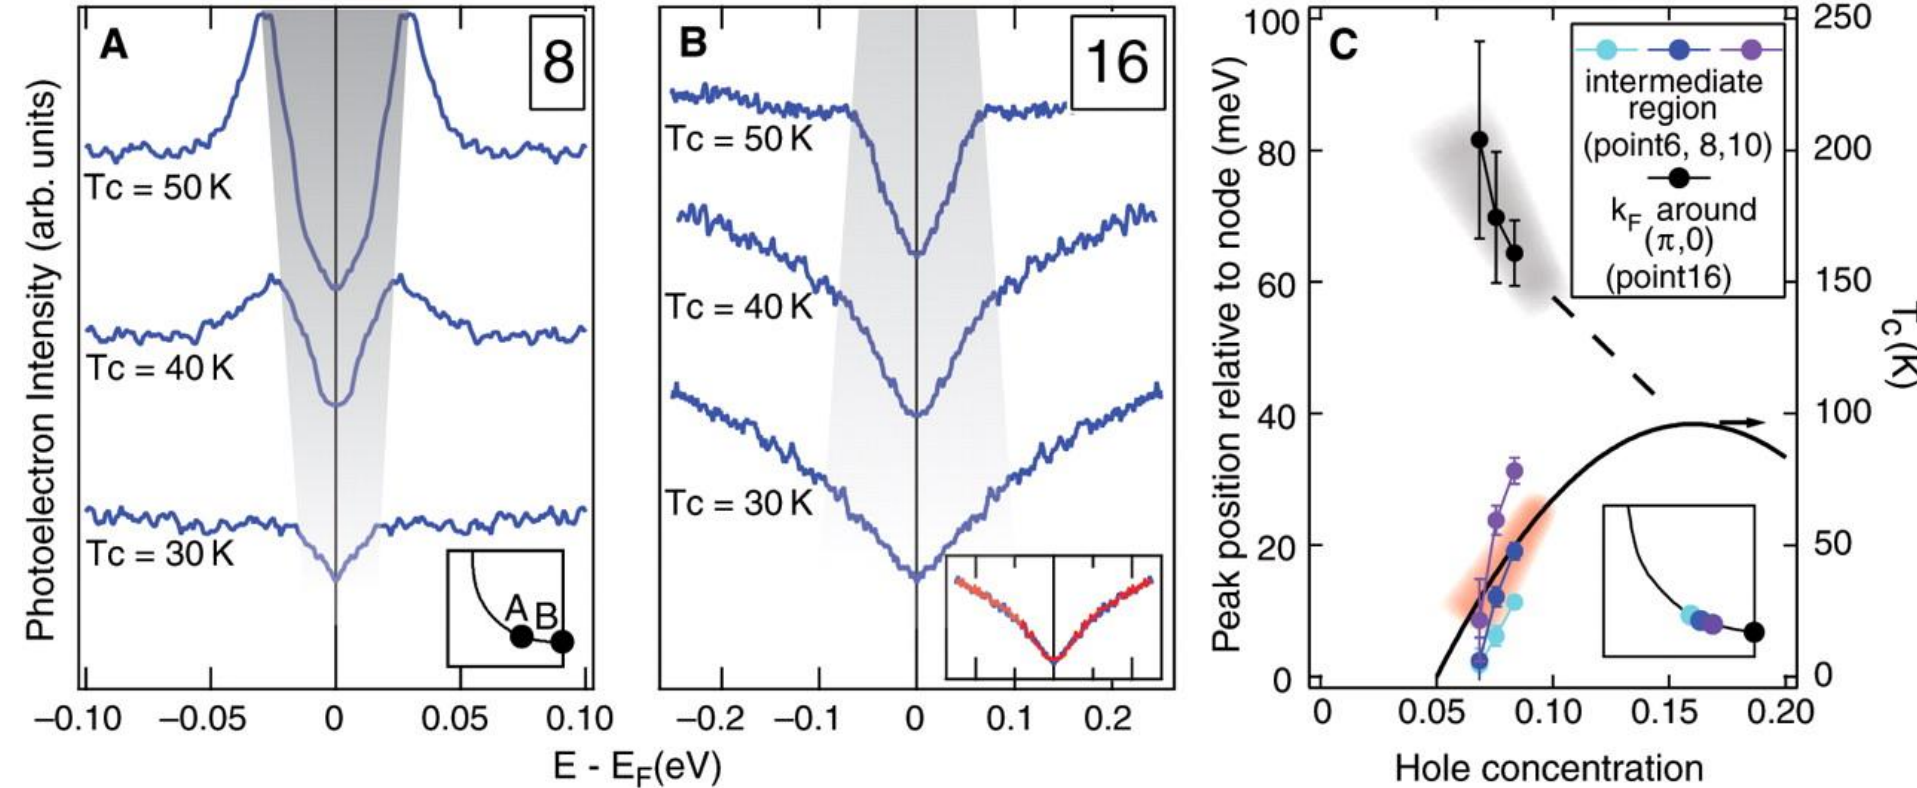 Photoelectron Intensity (arb. units)
A
8
Tc = 50 K
Tc = 40 K
Tc = 30 K
A B
−0.10 −0.05 0 0.05 0.10
B
16
Tc = 50 K
Tc = 40 K
Tc = 30 K
−0.2 −0.1 0 0.1 0.2
E - EF(eV)
C
Peak position relative to node (meV)
100
80
60
40
20
0
intermediate
region
(point6, 8,10)
kF around
(π,0)
(point16)
250
200
150
100
50
0
Tc (K)
0 0.05 0.10 0.15 0.20
Hole concentration